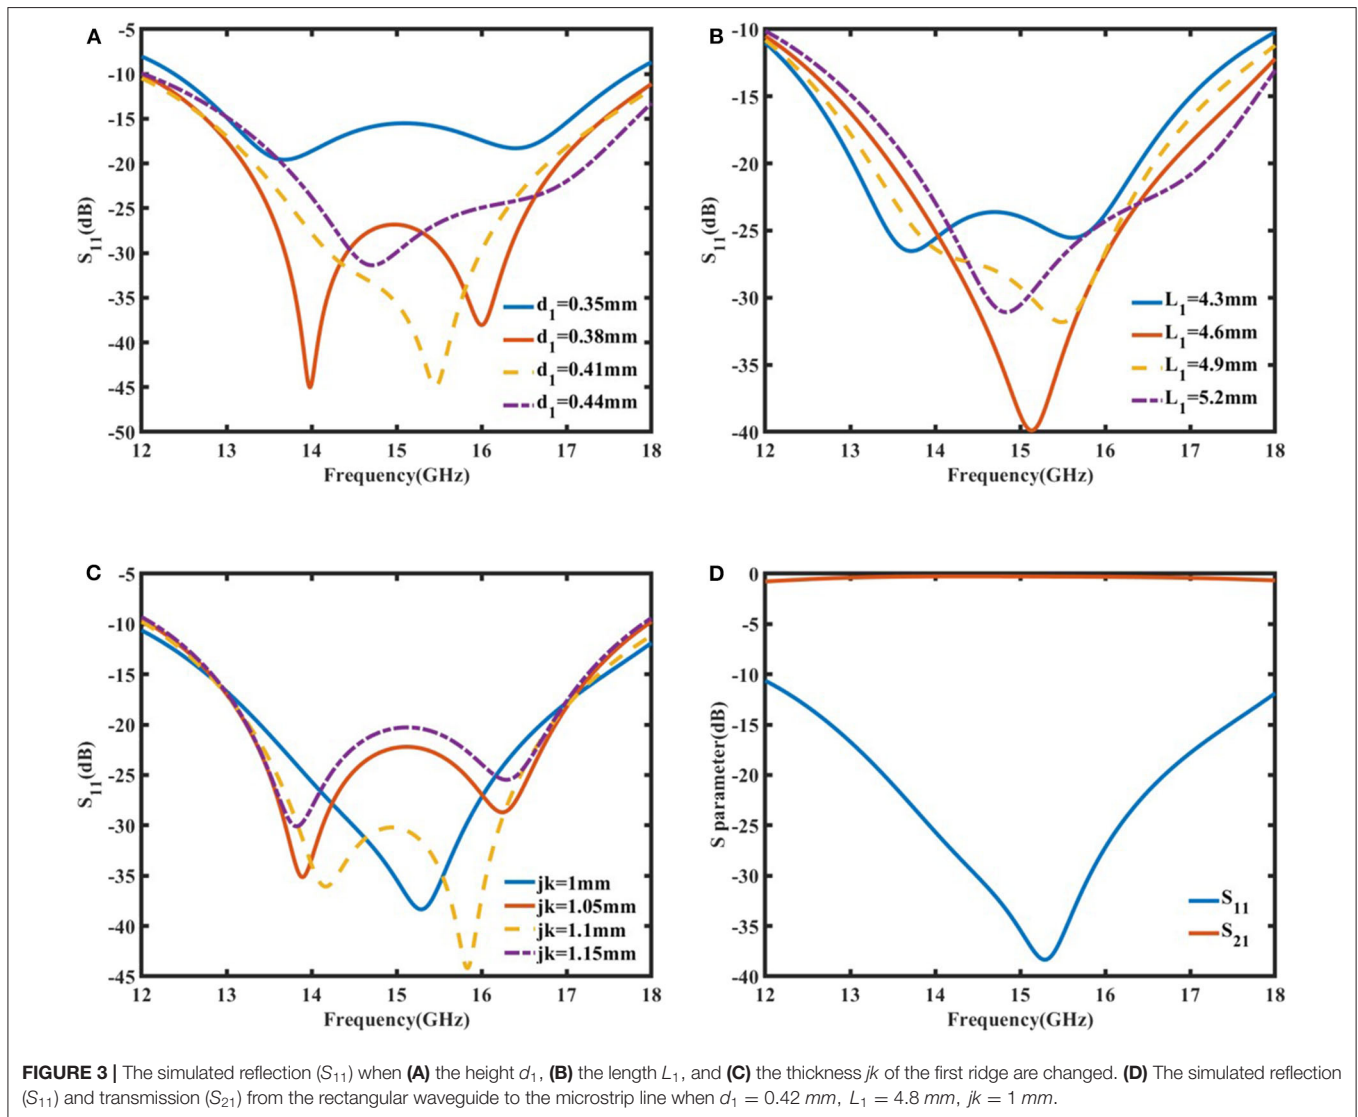 A
-5
-10
-15
-20
-25
-30
-35
-40
-45
-50
S11(dB)
12 13 14 15 16 17 18
Frequency(GHz)
d1=0.35mm
d1=0.38mm
d1=0.41mm
d1=0.44mm
B
-10
-15
-20
-25
-30
-35
-40
S11(dB)
12 13 14 15 16 17 18
Frequency(GHz)
L1=4.3mm
L1=4.6mm
L1=4.9mm
L1=5.2mm
C
-5
-10
-15
-20
-25
-30
-35
-40
-45
S11(dB)
12 13 14 15 16 17 18
Frequency(GHz)
jk=1mm
jk=1.05mm
jk=1.1mm
jk=1.15mm
D
0
-5
-10
-15
-20
-25
-30
-35
-40
S parameter(dB)
12 13 14 15 16 17 18
Frequency(GHz)
S11
S21
FIGURE 3 | The simulated reflection (S11) when (A) the height d1, (B) the length L1, and (C) the thickness jk of the first ridge are changed. (D) The simulated reflection
(S11) and transmission (S21) from the rectangular waveguide to the microstrip line when d1 = 0.42 mm, L1 = 4.8 mm, jk = 1 mm.